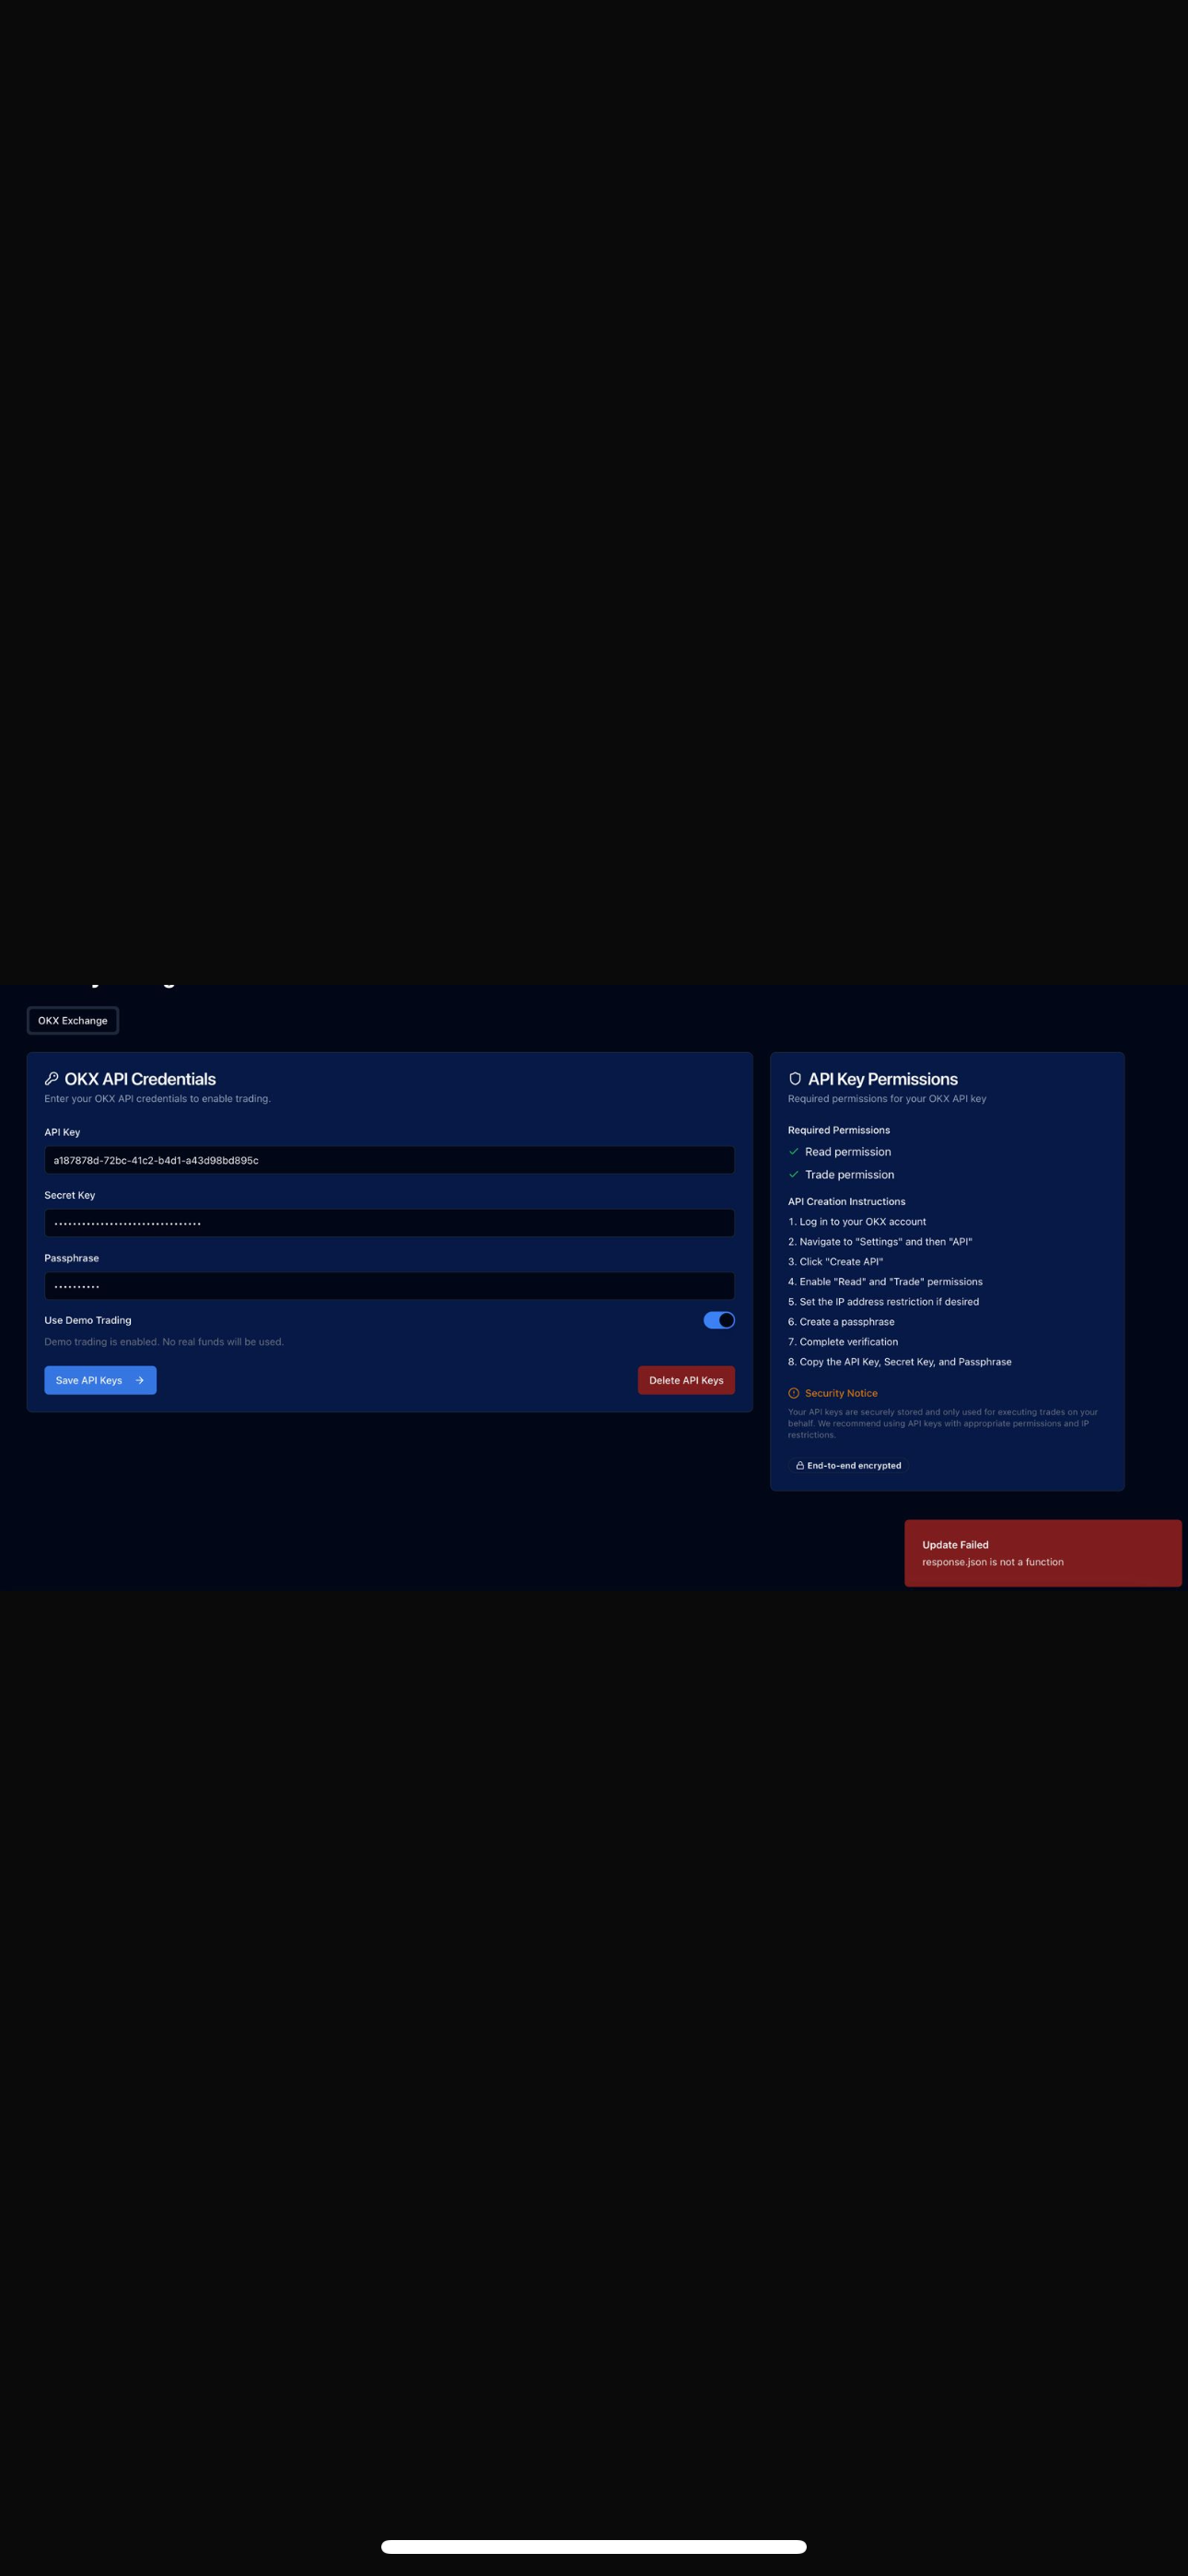 OKX Exchange
OKX API Credentials
Enter your OKX API credentials to enable trading.
API Key
a187878d-72bc-41c2-b4d1-a43d98bd895c
Secret Key
Passphrase
Use Demo Trading
Demo trading is enabled. No real funds will be used.
Save API Keys →
Delete API Keys
API Key Permissions
Required permissions for your OKX API key
Required Permissions
Read permission
Trade permission
API Creation Instructions
1. Log in to your OKX account
2. Navigate to "Settings" and then "API"
3. Click "Create API"
4. Enable "Read" and "Trade" permissions
5. Set the IP address restriction if desired
6. Create a passphrase
7. Complete verification
8. Copy the API Key, Secret Key, and Passphrase
Security Notice
Your API keys are securely stored and only used for executing trades on your
behalf. We recommend using API keys with appropriate permissions and IP
restrictions.
End-to-end encrypted
Update Failed
response.json is not a function